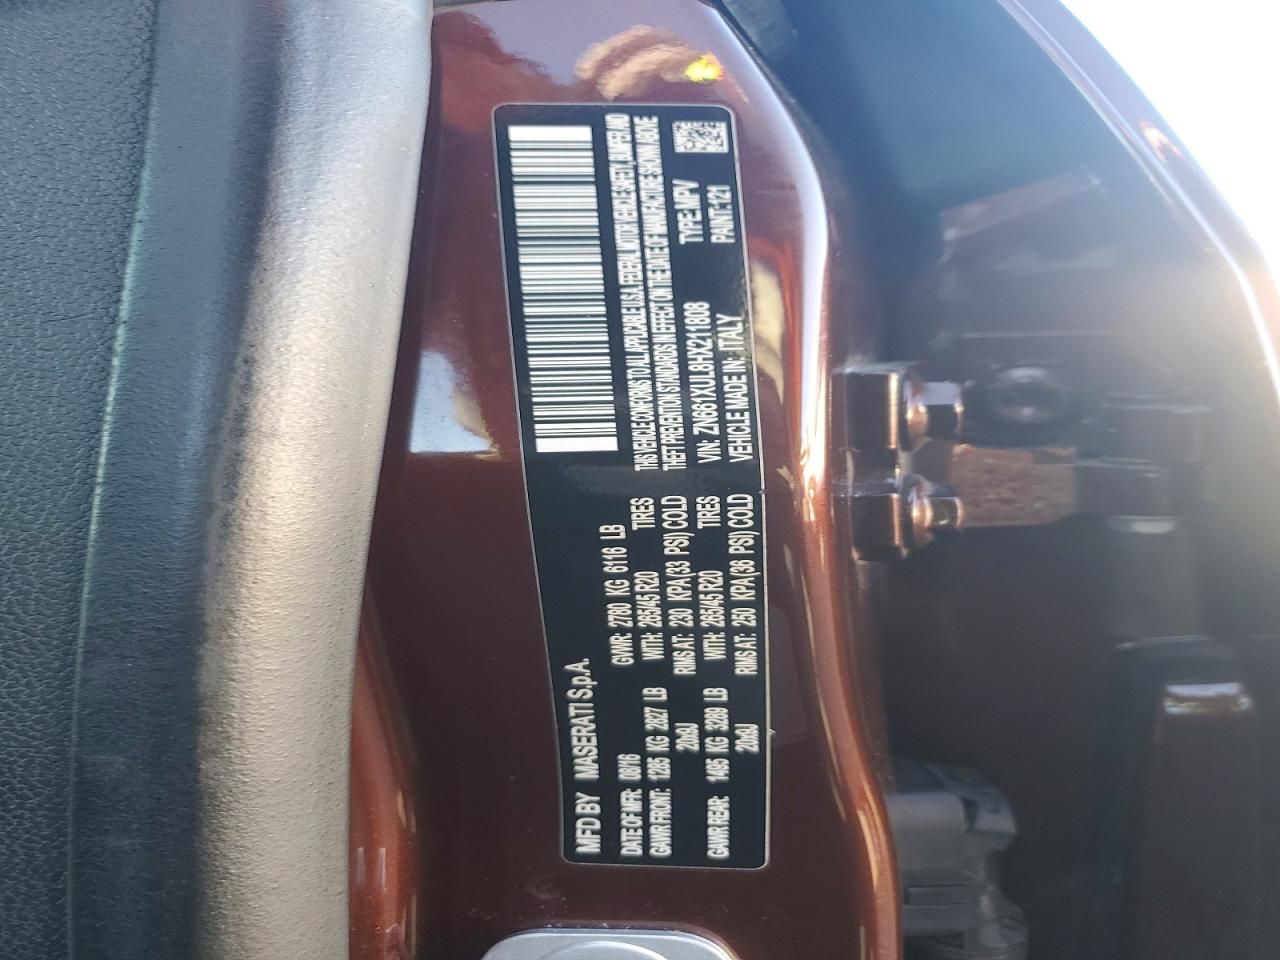 MFD BY MASERATI S.p.A.
DATE OF MFR: 08/16 GVWR: 2780 KG 6116 LB
GAWR FRONT: 1285 KG 2827 LB WITH: 265/45 R20 TIRES
20x9J RIMS AT: 230 KPA(33 PSI) COLD
GAWR REAR: 1495 KG 3289 LB WITH: 265/45 R20 TIRES
20x9J RIMS AT: 250 KPA(36 PSI) COLD
THIS VEHICLE CONFORMS TO ALL APPLICABLE U.S.A. FEDERAL MOTOR VEHICLE SAFETY, BUMPER, AND
THEFT PREVENTION STANDARDS IN EFFECT ON THE DATE OF MANUFACTURE SHOWN ABOVE
VIN: ZN661XUL8HX211808 TYPE: MPV
VEHICLE MADE IN: ITALY PAINT: 121